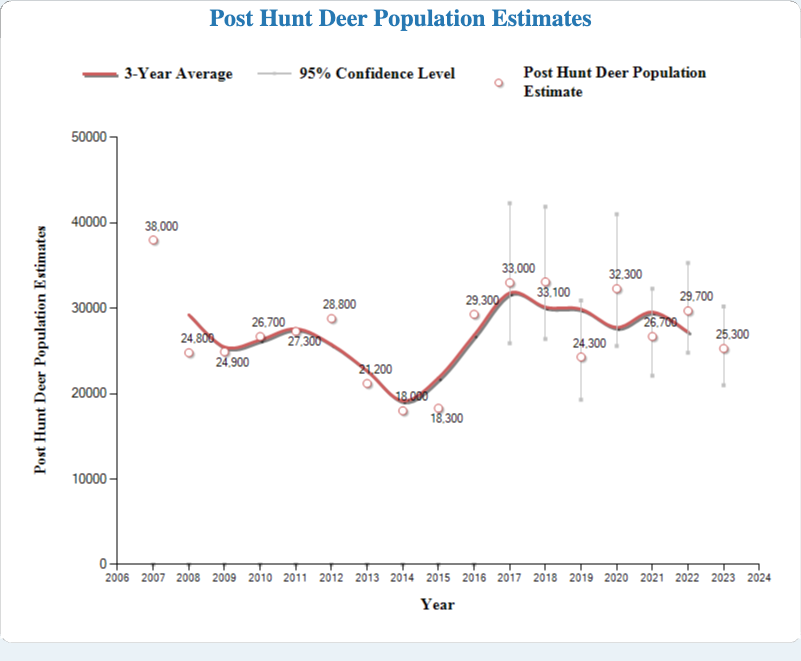 Post Hunt Deer Population Estimates
3-Year Average
95% Confidence Level
Post Hunt Deer Population
Estimate
Post Hunt Deer Population Estimates
50000
40000
30000
20000
10000
0
38,000
24,800
24,900
26,700
27,300
28,800
21,200
18,000
18,300
29,300
33,000
33,100
24,300
32,300
26,700
29,700
25,300
2006 2007 2008 2009 2010 2011 2012 2013 2014 2015 2016 2017 2018 2019 2020 2021 2022 2023 2024
Year